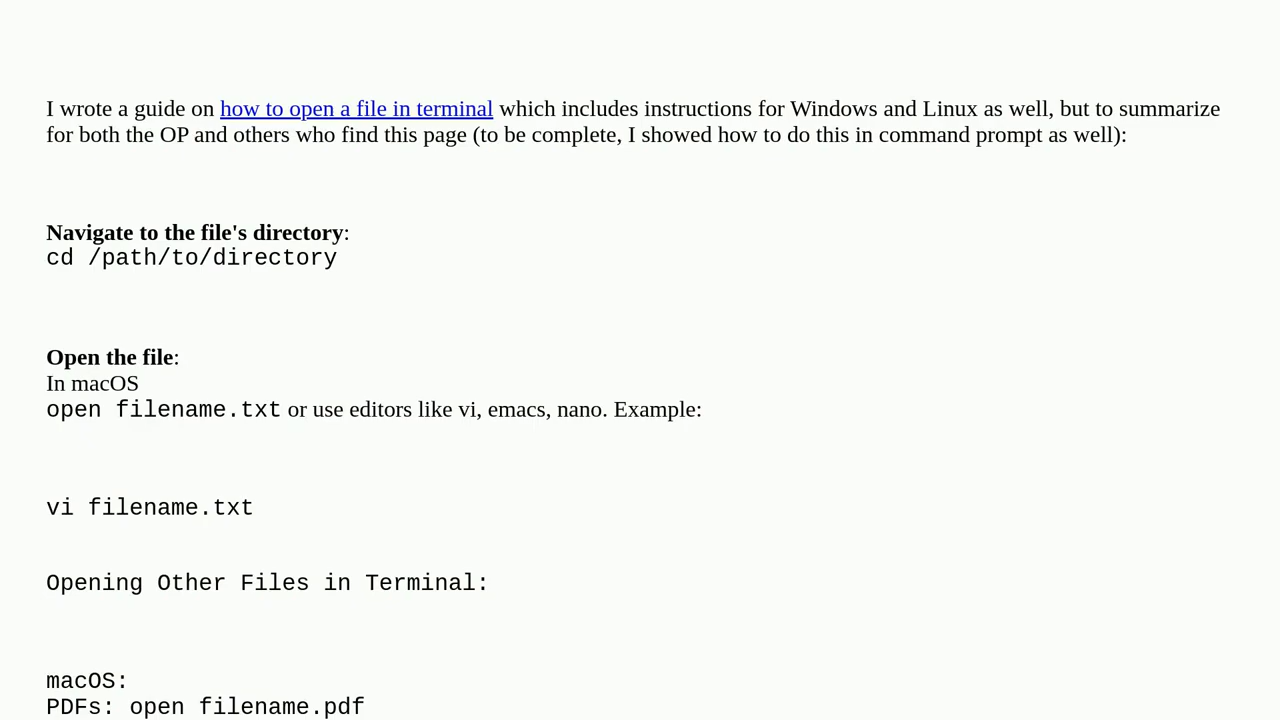 I wrote a guide on how to open a file in terminal which includes instructions for Windows and Linux as well, but to summarize
for both the OP and others who find this page (to be complete, I showed how to do this in command prompt as well):
Navigate to the file's directory:
cd /path/to/directory
Open the file:
In macOS
open filename.txt or use editors like vi, emacs, nano. Example:
vi filename.txt
Opening Other Files in Terminal:
macOS:
PDFs: open filename.pdf